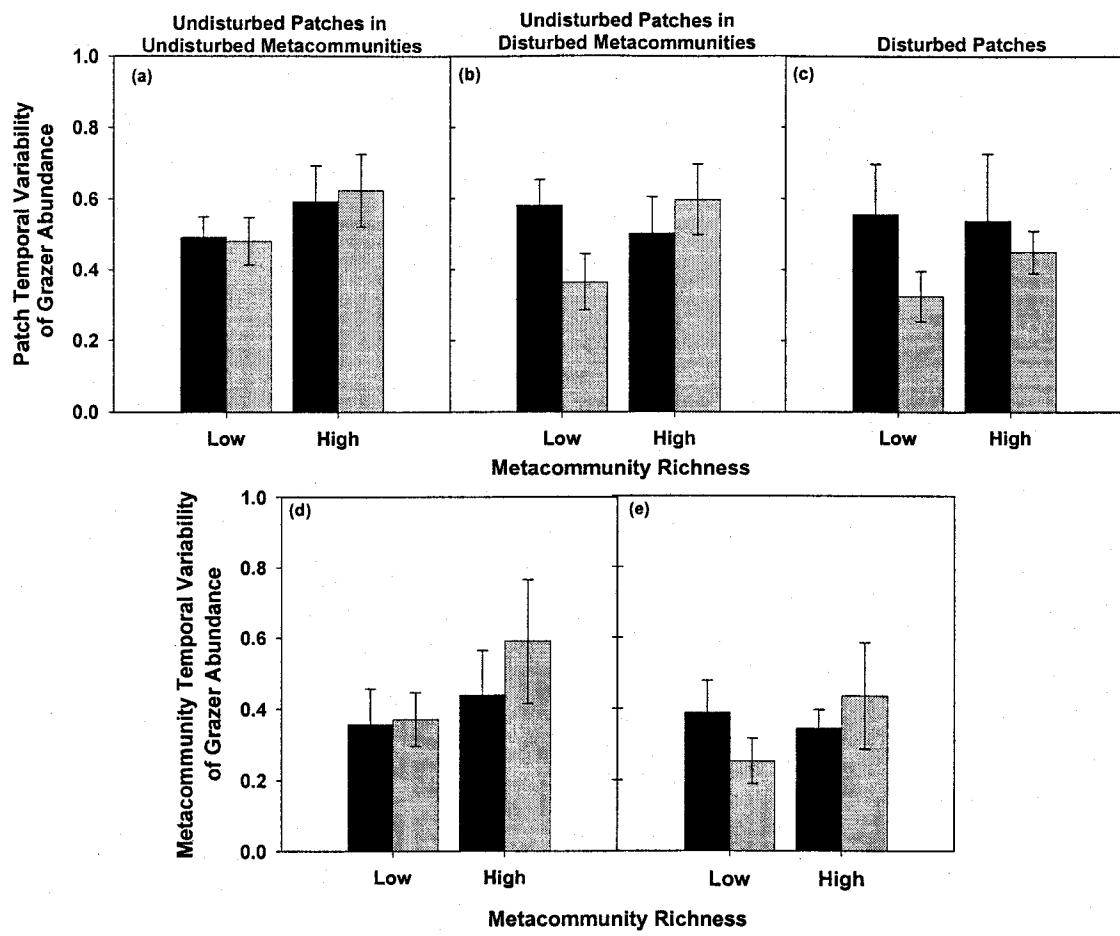 Undisturbed Patches in
Undisturbed Metacommunities
Undisturbed Patches in
Disturbed Metacommunities
Disturbed Patches
Patch Temporal Variability
of Grazer Abundance
1.0
0.8
0.6
0.4
0.2
0.0
(a)
(b)
(c)
Low
High
Low
High
Low
High
Metacommunity Richness
Metacommunity Temporal Variability
of Grazer Abundance
1.0
0.8
0.6
0.4
0.2
0.0
(d)
(e)
Low
High
Low
High
Metacommunity Richness